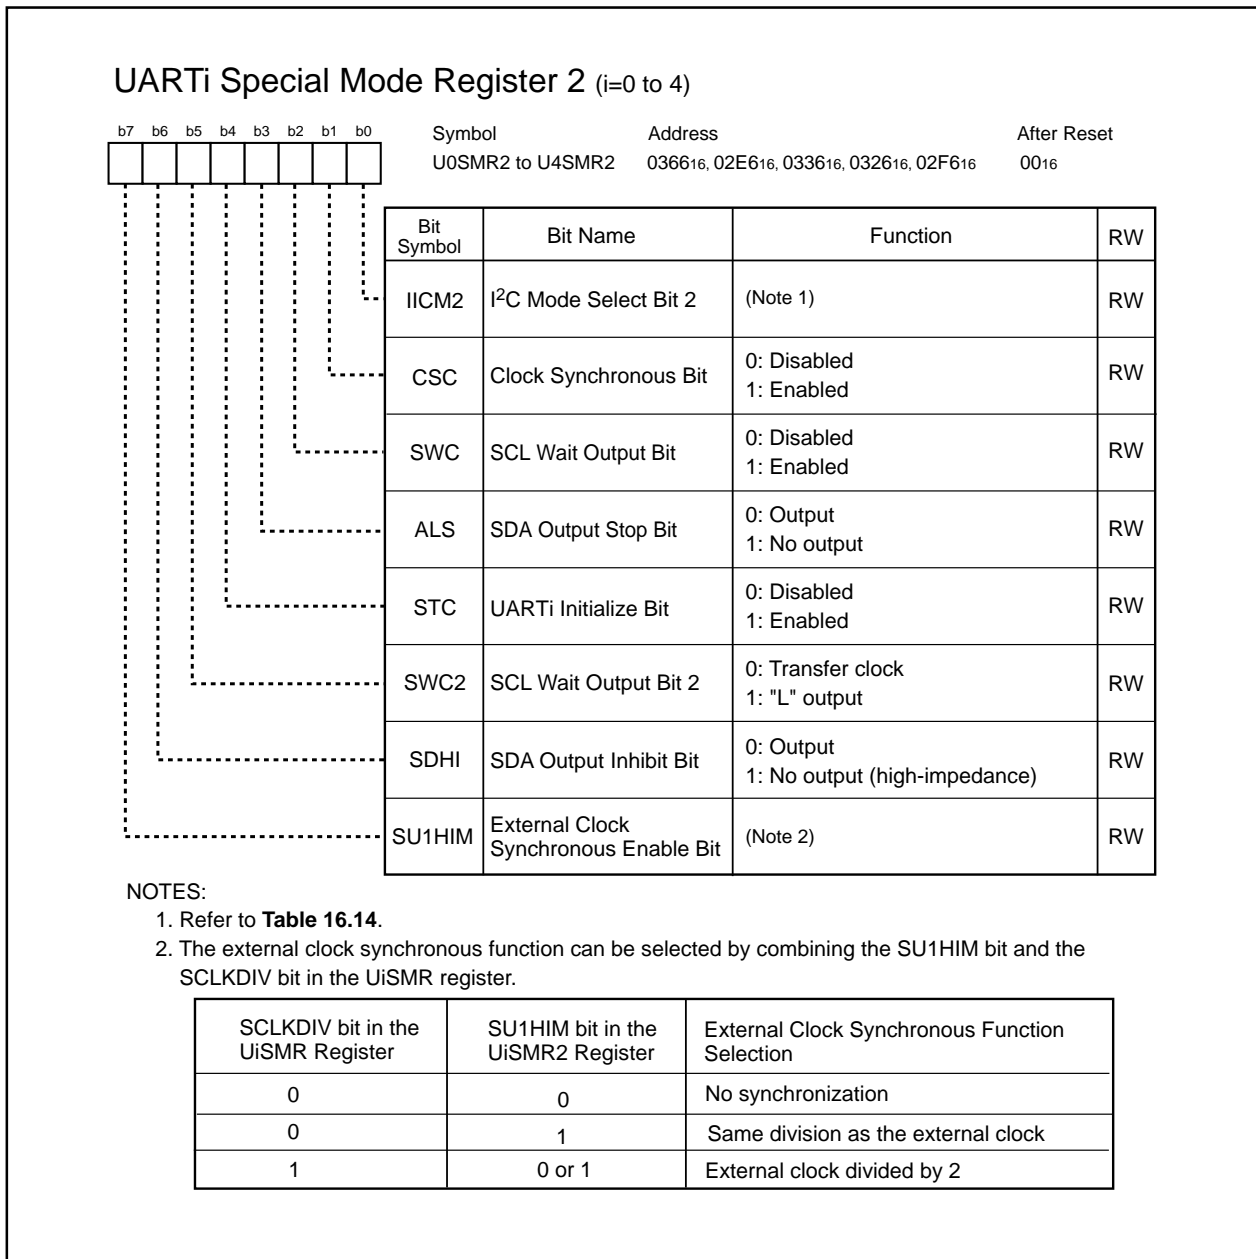 UARTi Special Mode Register 2 (i=0 to 4)
b7 b6 b5 b4 b3 b2 b1 b0
Symbol Address After Reset
U0SMR2 to U4SMR2 036616, 02E616, 033616, 032616, 02F616 0016
Bit Symbol Bit Name Function RW
IICM2 I2C Mode Select Bit 2 (Note 1) RW
CSC Clock Synchronous Bit 0: Disabled
1: Enabled RW
SWC SCL Wait Output Bit 0: Disabled
1: Enabled RW
ALS SDA Output Stop Bit 0: Output
1: No output RW
STC UARTi Initialize Bit 0: Disabled
1: Enabled RW
SWC2 SCL Wait Output Bit 2 0: Transfer clock
1: "L" output RW
SDHI SDA Output Inhibit Bit 0: Output
1: No output (high-impedance) RW
SU1HIM External Clock
Synchronous Enable Bit (Note 2) RW
NOTES:
1. Refer to Table 16.14.
2. The external clock synchronous function can be selected by combining the SU1HIM bit and the
SCLKDIV bit in the UiSMR register.
SCLKDIV bit in the
UiSMR Register
SU1HIM bit in the
UiSMR2 Register
External Clock Synchronous Function
Selection
0 0 No synchronization
0 1 Same division as the external clock
1 0 or 1 External clock divided by 2